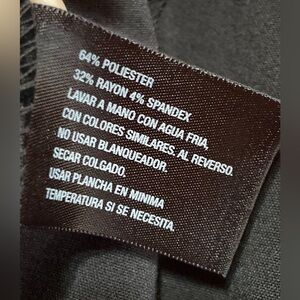 64% POLIESTER
32% RAYON 4% SPANDEX
LAVAR A MANO CON AGUA FRIA,
CON COLORES SIMILARES. AL REVERSO.
NO USAR BLANQUEADOR.
SECAR COLGADO.
USAR PLANCHA EN MINIMA
TEMPERATURA SI SE NECESITA.